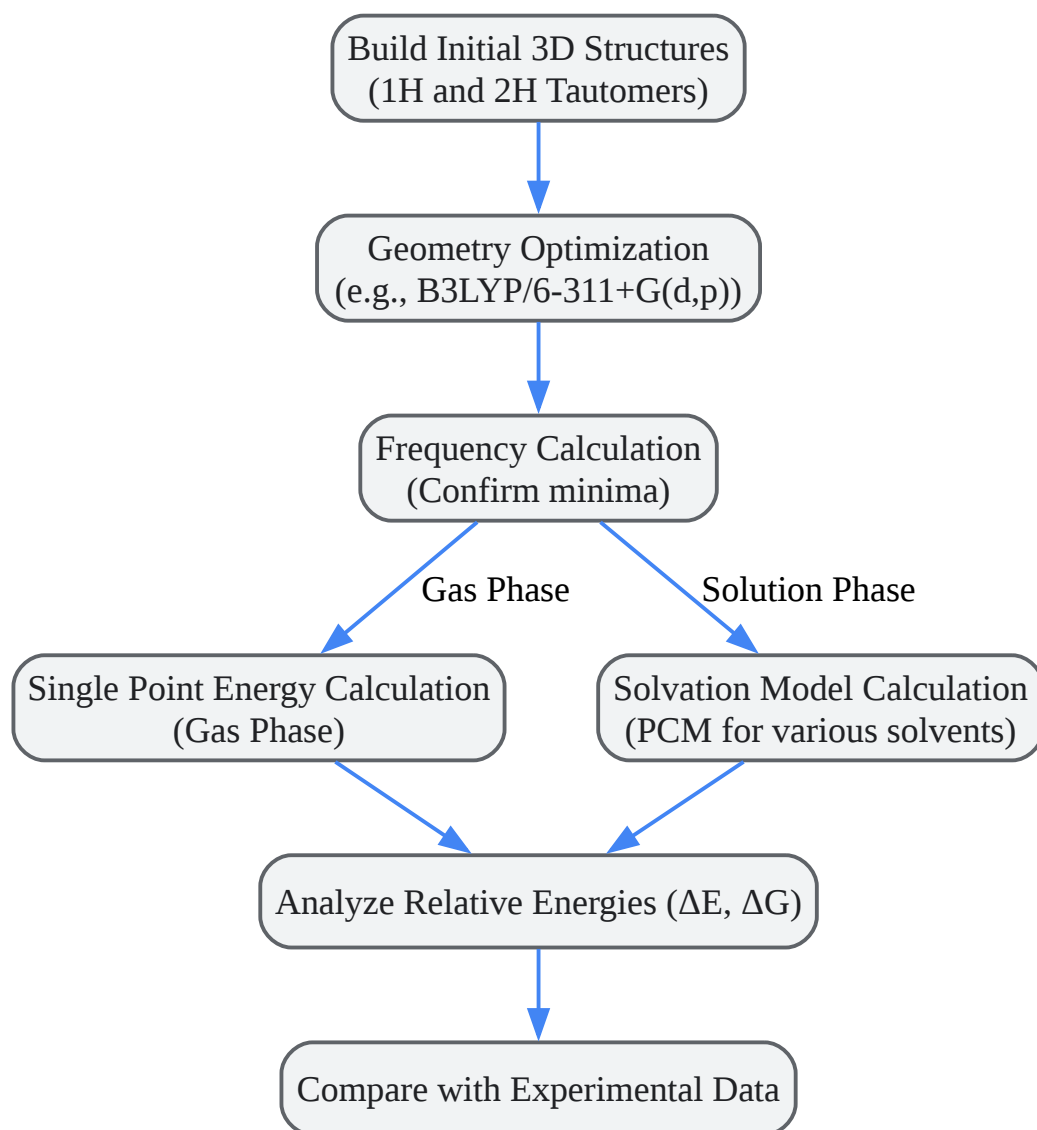 Build Initial 3D Structures
(1H and 2H Tautomers)
Geometry Optimization
(e.g., B3LYP/6-311+G(d,p))
Frequency Calculation
(Confirm minima)
Gas Phase
Solution Phase
Single Point Energy Calculation
(Gas Phase)
Solvation Model Calculation
(PCM for various solvents)
Analyze Relative Energies (ΔE, ΔG)
Compare with Experimental Data